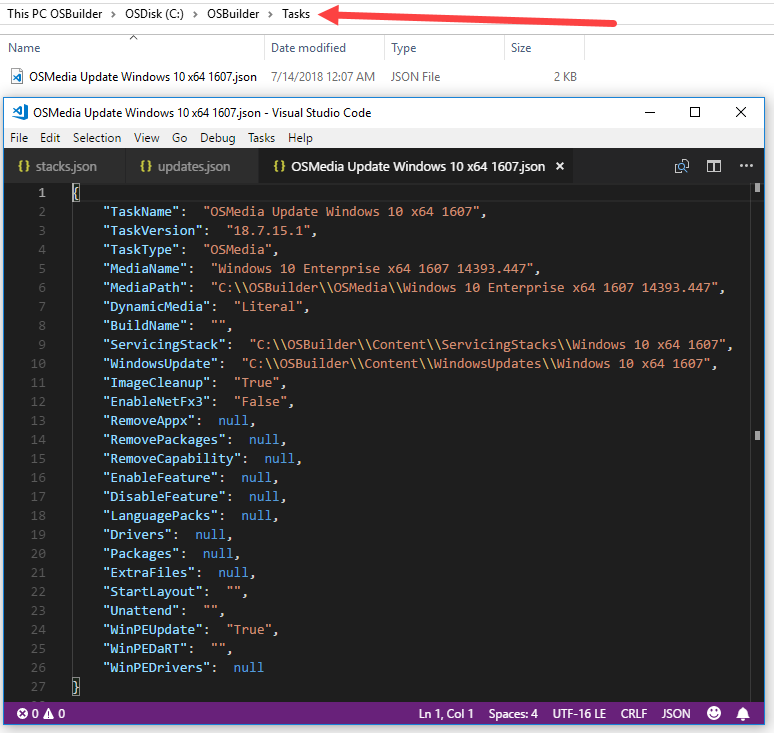 This PC OSBuilder > OSDisk (C:) > OSBuilder > Tasks
Name Date modified Type Size
OSMedia Update Windows 10 x64 1607.json 7/14/2018 12:07 AM JSON File 2 KB
OSMedia Update Windows 10 x64 1607.json - Visual Studio Code
File Edit Selection View Go Debug Tasks Help
{} stacks.json {} updates.json {} OSMedia Update Windows 10 x64 1607.json ×
1 {
2 "TaskName": "OSMedia Update Windows 10 x64 1607",
3 "TaskVersion": "18.7.15.1",
4 "TaskType": "OSMedia",
5 "MediaName": "Windows 10 Enterprise x64 1607 14393.447",
6 "MediaPath": "C:\\OSBuilder\\OSMedia\\Windows 10 Enterprise x64 1607 14393.447",
7 "DynamicMedia": "Literal",
8 "BuildName": "",
9 "ServicingStack": "C:\\OSBuilder\\Content\\ServicingStacks\\Windows 10 x64 1607",
10 "WindowsUpdate": "C:\\OSBuilder\\Content\\WindowsUpdates\\Windows 10 x64 1607",
11 "ImageCleanup": "True",
12 "EnableNetFx3": "False",
13 "RemoveAppx": null,
14 "RemovePackages": null,
15 "RemoveCapability": null,
16 "EnableFeature": null,
17 "DisableFeature": null,
18 "LanguagePacks": null,
19 "Drivers": null,
20 "Packages": null,
21 "ExtraFiles": null,
22 "StartLayout": "",
23 "Unattend": "",
24 "WinPEUpdate": "True",
25 "WinPEDaRT": "",
26 "WinPEDrivers": null
27 }
0 0 Ln 1, Col 1 Spaces: 4 UTF-16 LE CRLF JSON